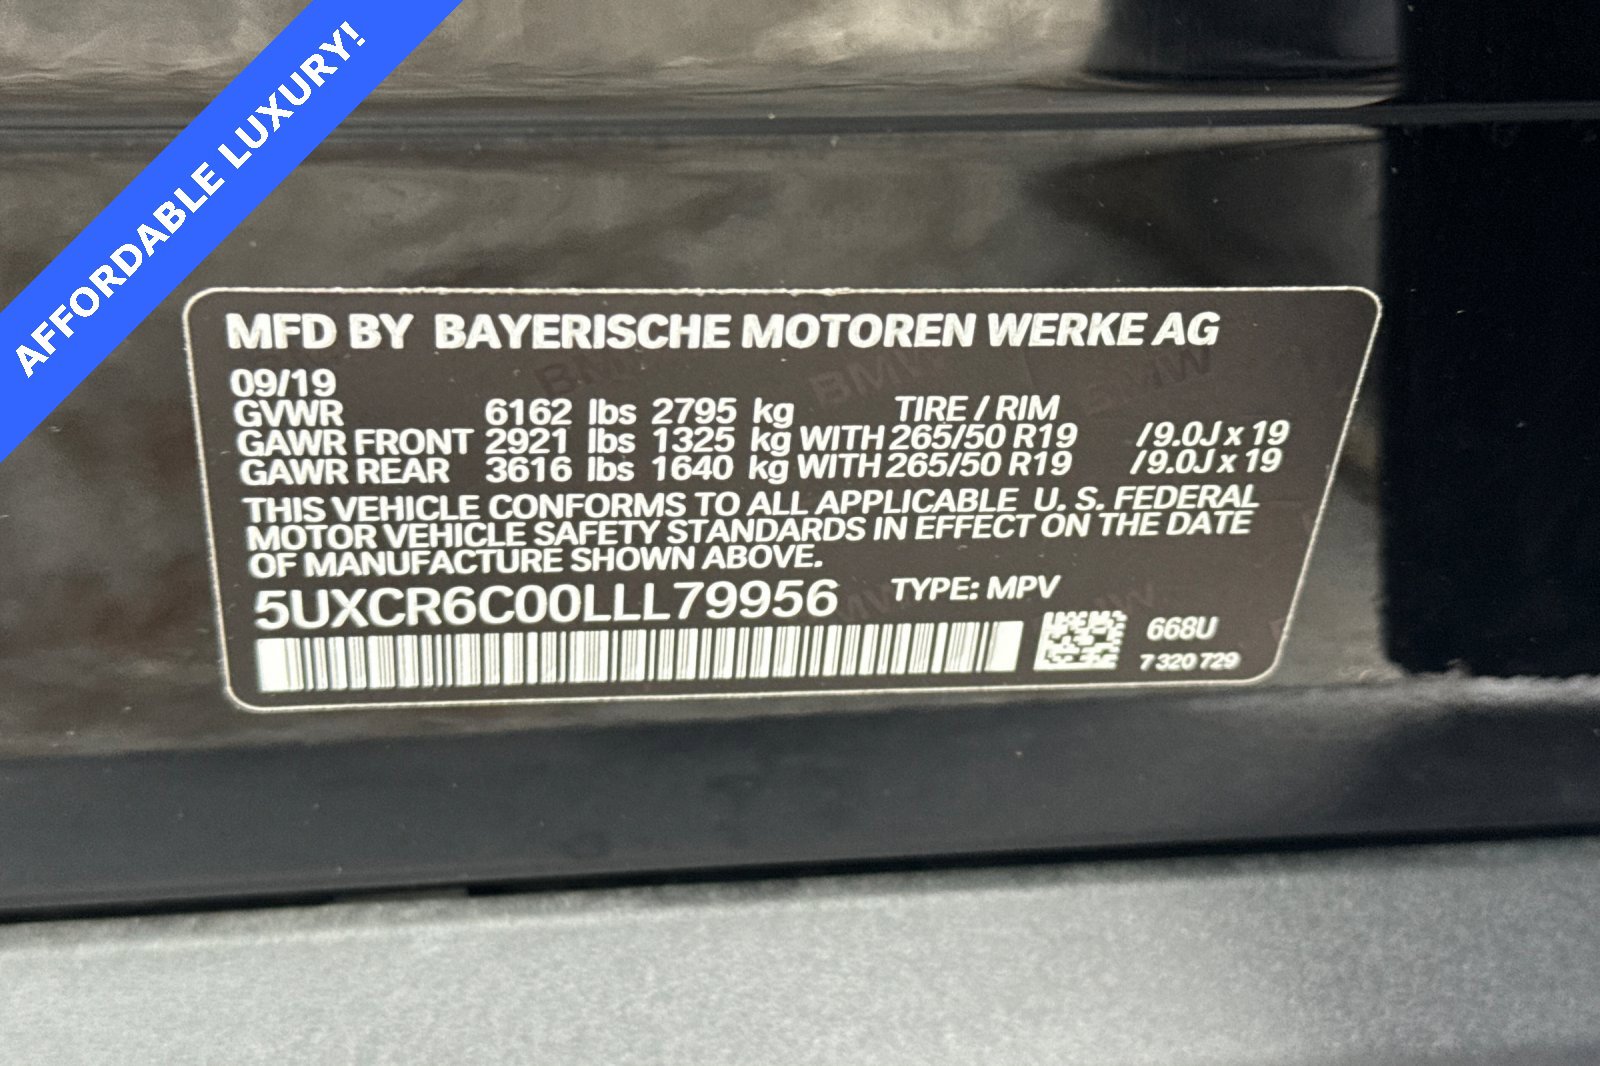 AFFORDABLE LUXURY!
MFD BY BAYERISCHE MOTOREN WERKE AG
09/19
GVWR 6162 lbs 2795 kg TIRE / RIM
GAWR FRONT 2921 lbs 1325 kg WITH 265/50 R19 /9.0J x 19
GAWR REAR 3616 lbs 1640 kg WITH 265/50 R19 /9.0J x 19
THIS VEHICLE CONFORMS TO ALL APPLICABLE U. S. FEDERAL
MOTOR VEHICLE SAFETY STANDARDS IN EFFECT ON THE DATE
OF MANUFACTURE SHOWN ABOVE.
5UXCR6C00LLL79956 TYPE: MPV
668U
7 320 729